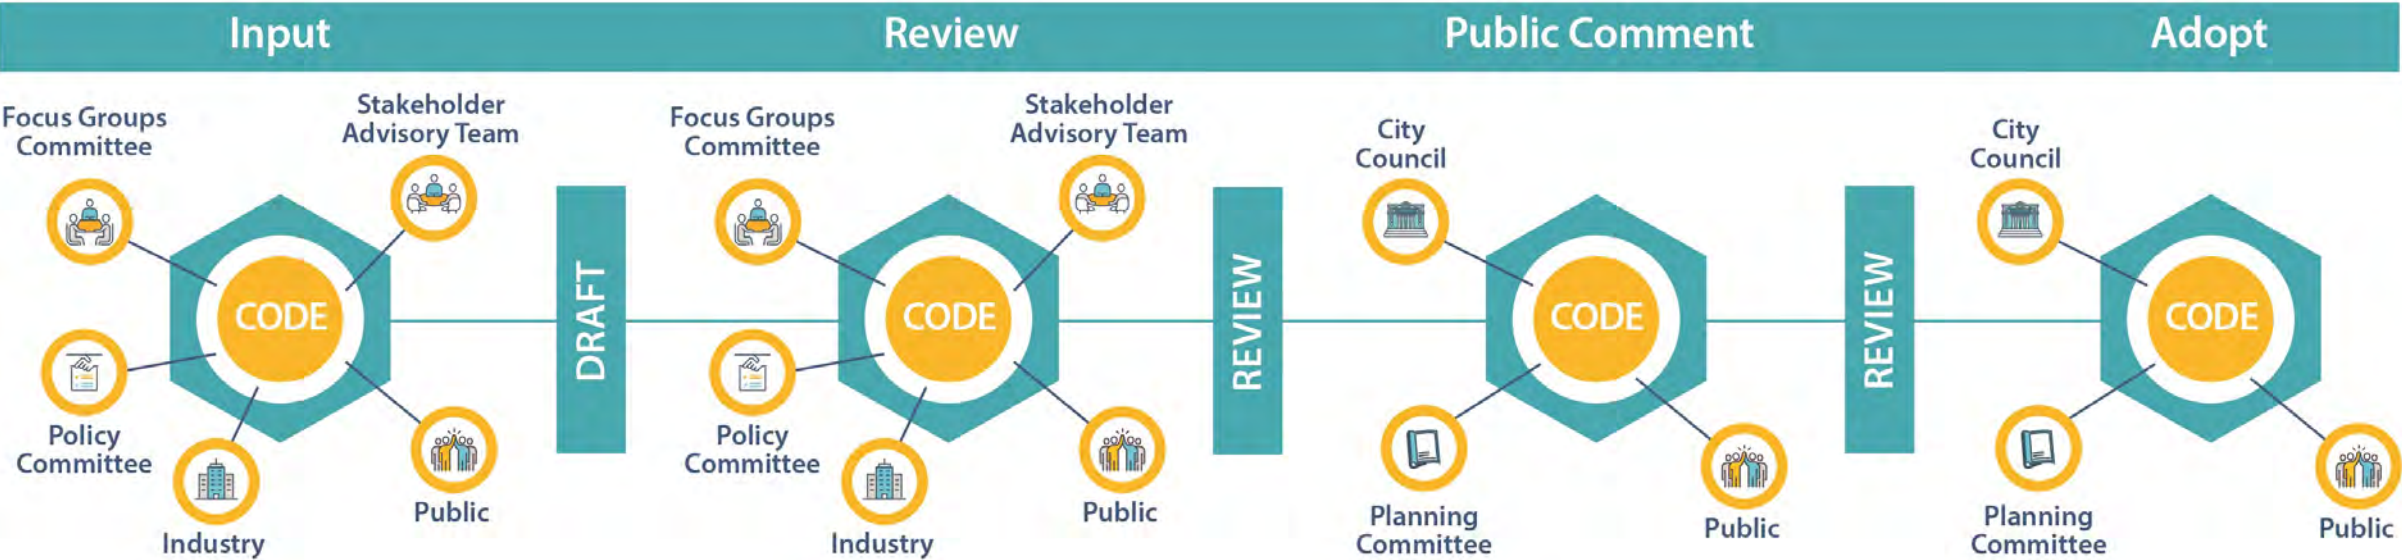 Input
Review
Public Comment
Adopt
Focus Groups
Committee
Stakeholder
Advisory Team
CODE
Policy
Committee
Industry
Public
DRAFT
Focus Groups
Committee
Stakeholder
Advisory Team
CODE
Policy
Committee
Industry
Public
REVIEW
City
Council
CODE
Planning
Committee
Public
REVIEW
City
Council
CODE
Planning
Committee
Public